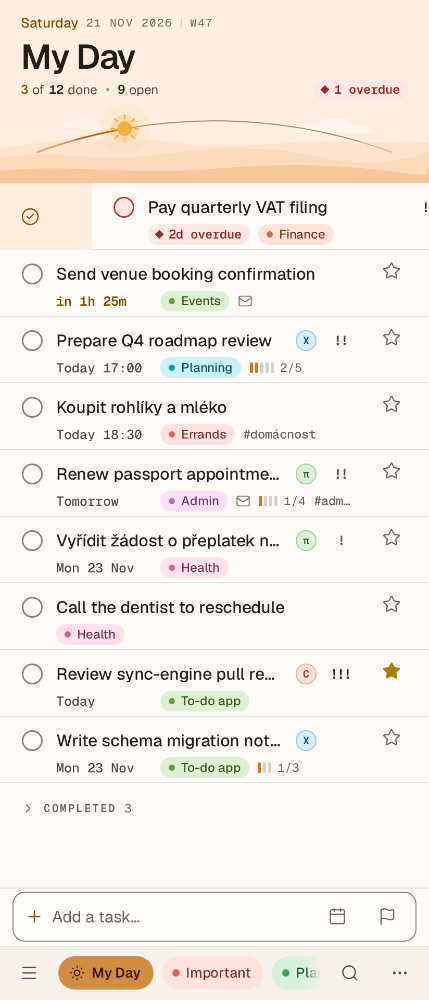 Saturday 21 NOV 2026 | W47
My Day
3 of 12 done • 9 open
1 overdue
Pay quarterly VAT filing !
2d overdue Finance
Send venue booking confirmation
in 1h 25m Events
Prepare Q4 roadmap review X !!
Today 17:00 Planning 2/5
Koupit rohlíky a mléko
Today 18:30 Errands #domácnost
Renew passport appointme… π !!
Tomorrow Admin 1/4 #adm…
Vyřídit žádost o přeplatek n… π !
Mon 23 Nov Health
Call the dentist to reschedule
Health
Review sync-engine pull re… C !!!
Today To-do app
Write schema migration not… X
Mon 23 Nov To-do app 1/3
COMPLETED 3
Add a task…
My Day Important Pla